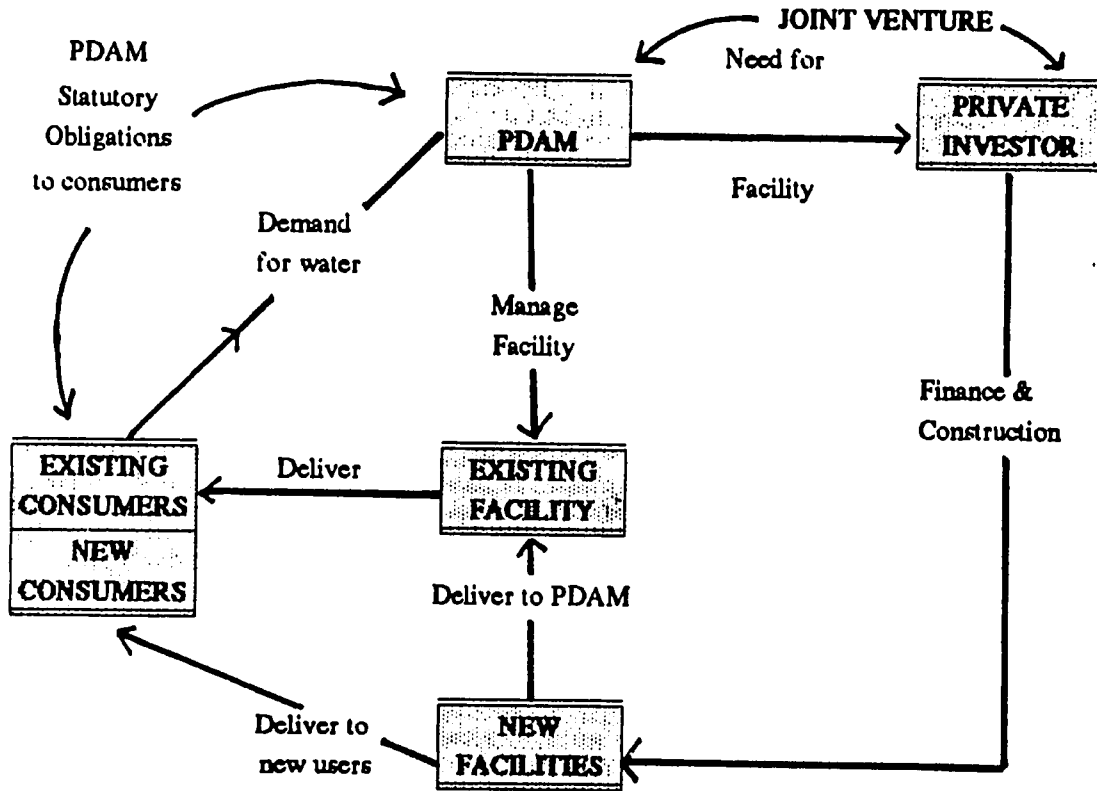 JOINT VENTURE
Need for
PDAM
Statutory
Obligations
to consumers
PDAM
PRIVATE
INVESTOR
Facility
Demand
for water
Manage
Facility
Finance &
Construction
EXISTING
CONSUMERS
NEW
CONSUMERS
Deliver
EXISTING
FACILITY
Deliver to PDAM
Deliver to
new users
NEW
FACILITIES